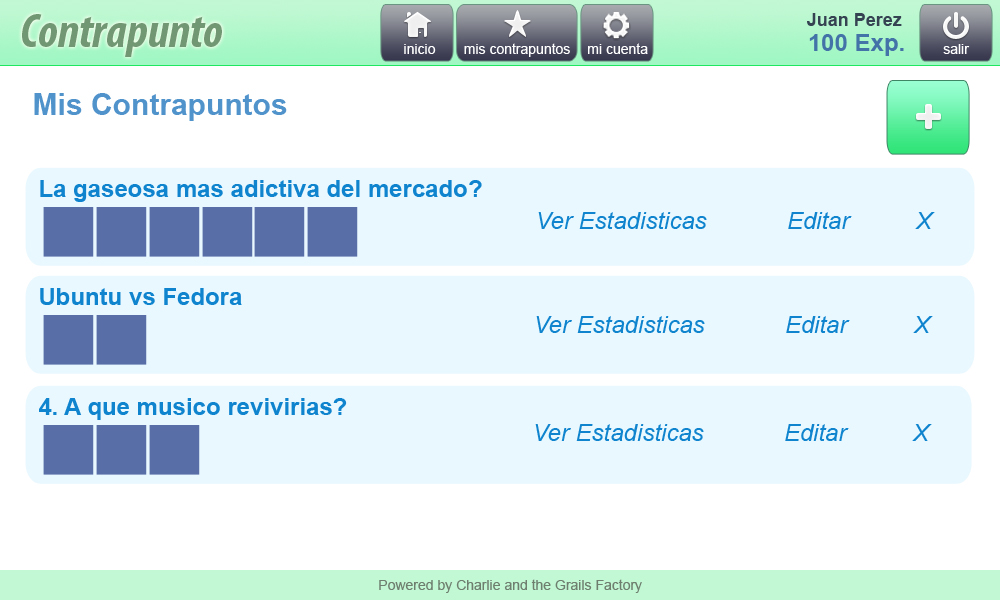 Contrapunto
inicio
mis contrapuntos
mi cuenta
Juan Perez
100 Exp.
salir
Mis Contrapuntos
La gaseosa mas adictiva del mercado?
Ver Estadisticas
Editar
X
Ubuntu vs Fedora
Ver Estadisticas
Editar
X
4. A que musico revivirias?
Ver Estadisticas
Editar
X
Powered by Charlie and the Grails Factory